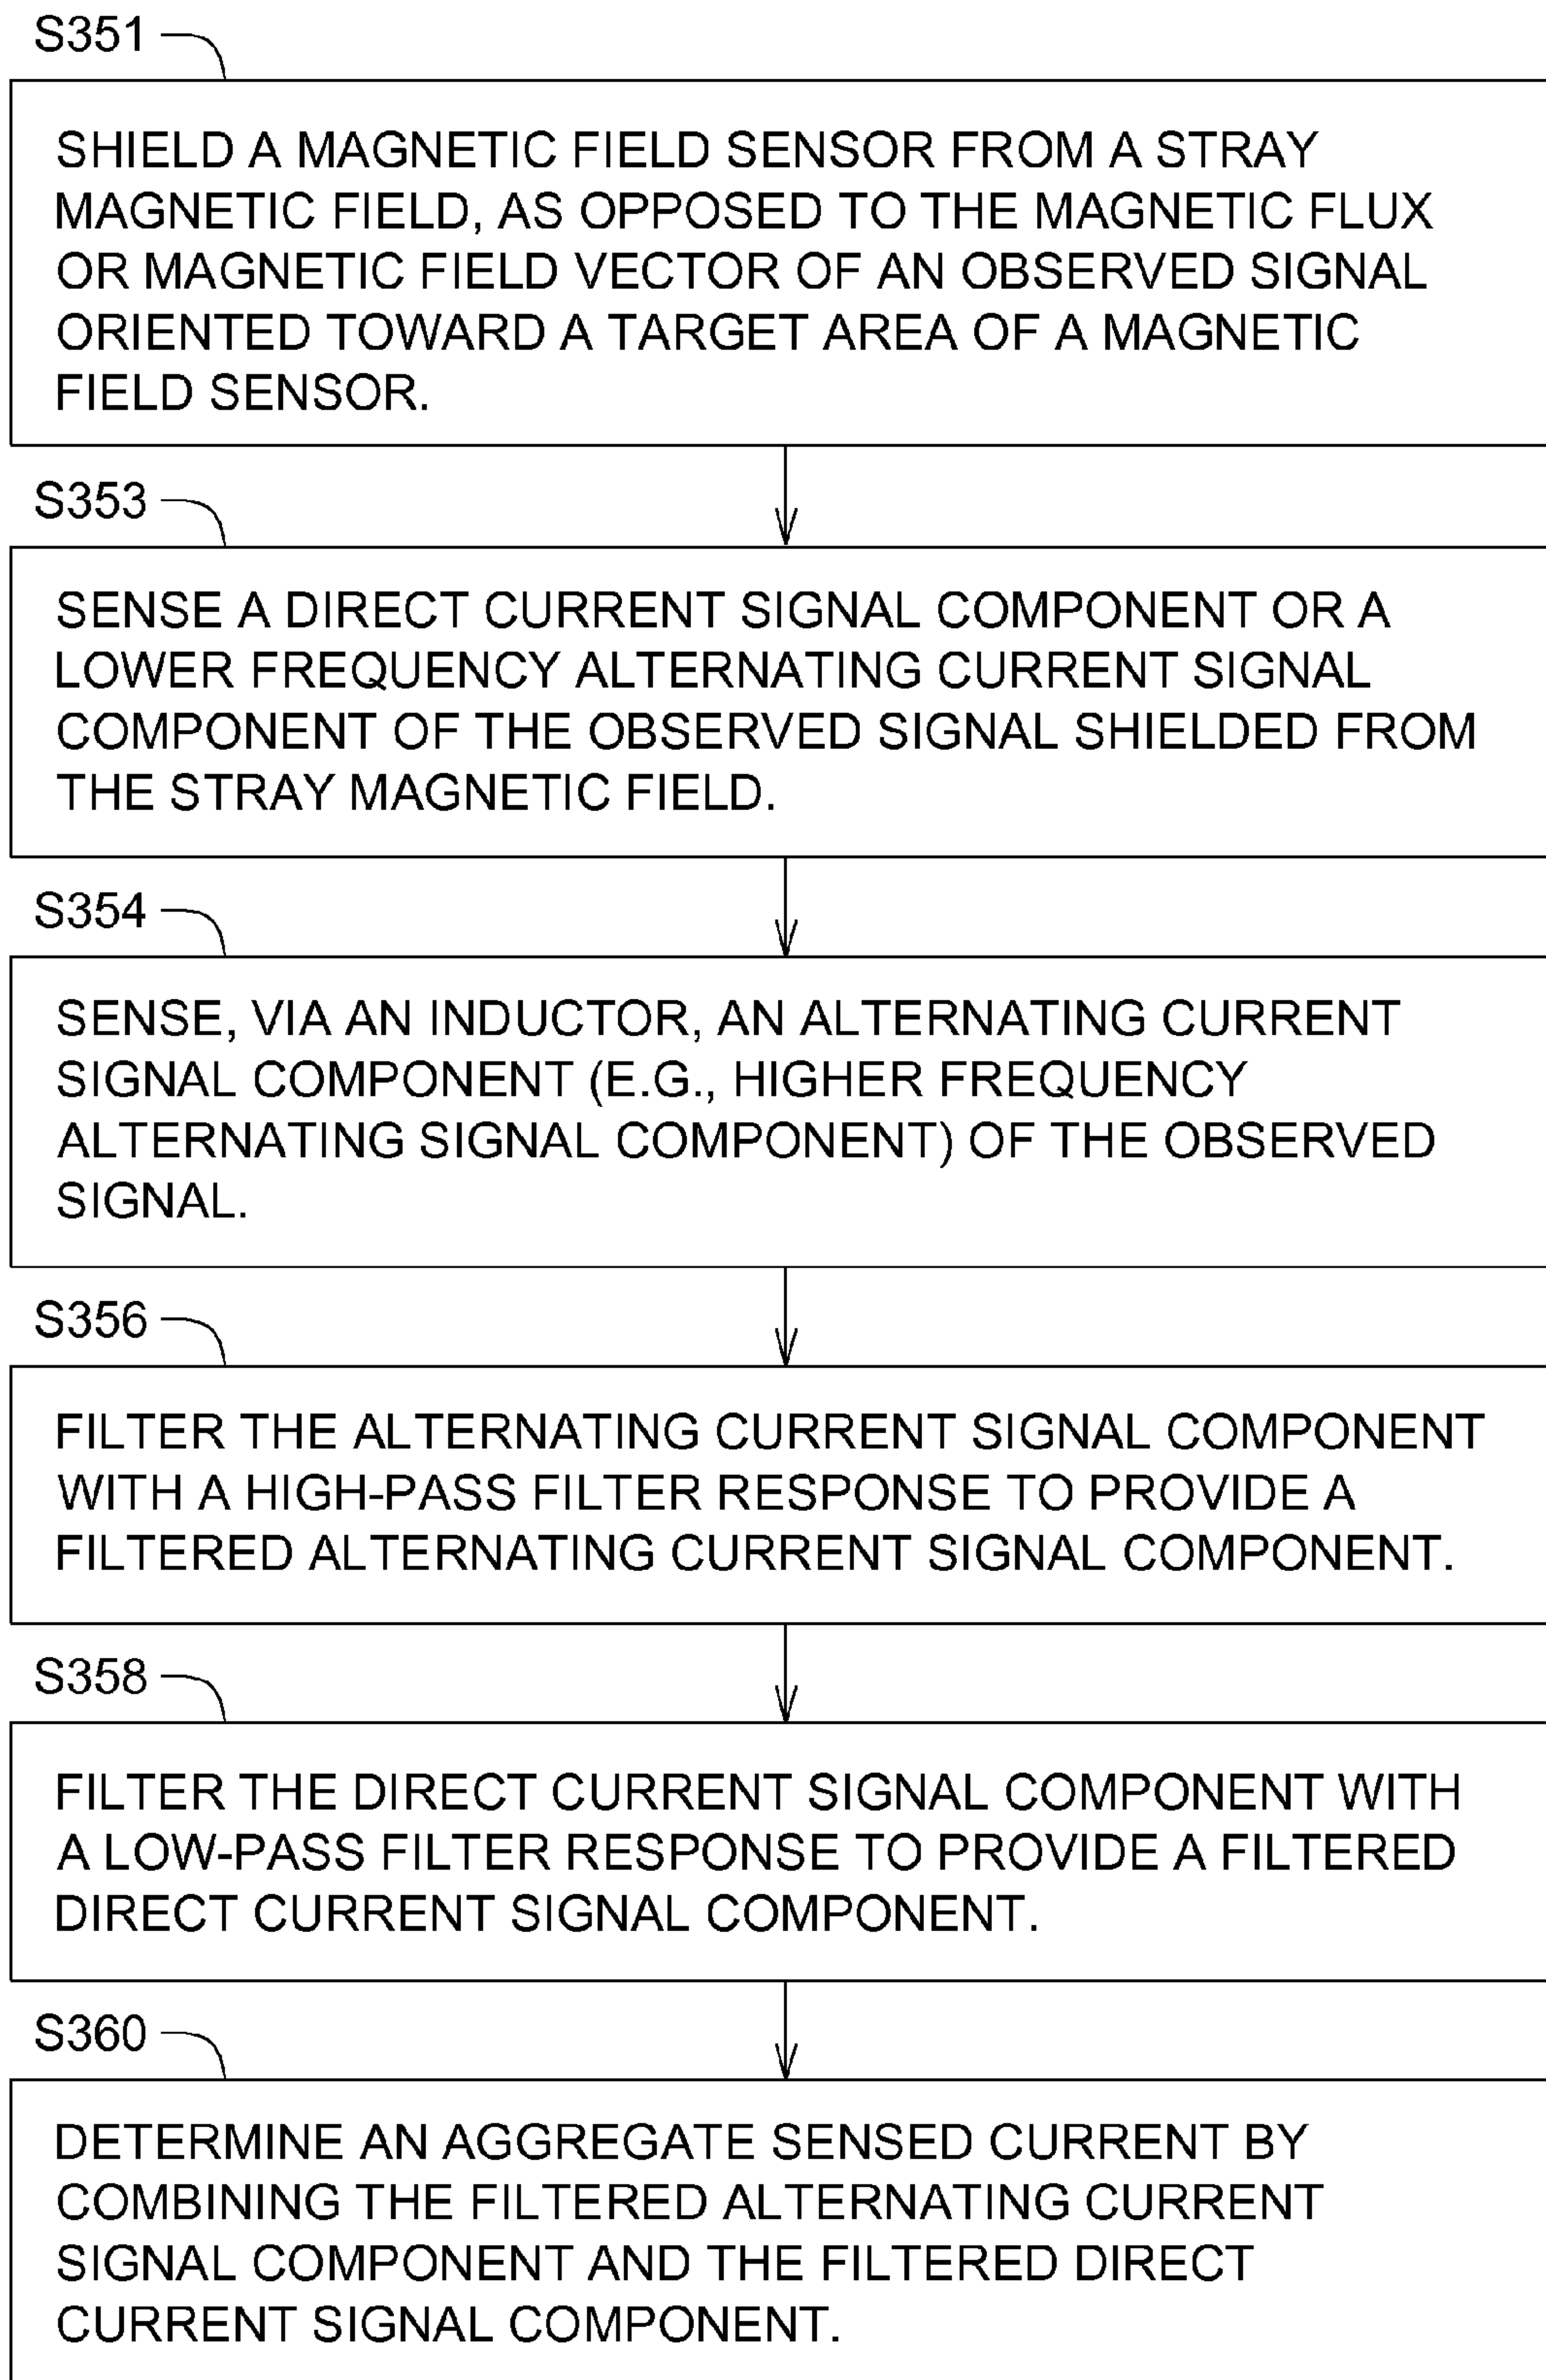 S351
SHIELD A MAGNETIC FIELD SENSOR FROM A STRAY
MAGNETIC FIELD, AS OPPOSED TO THE MAGNETIC FLUX
OR MAGNETIC FIELD VECTOR OF AN OBSERVED SIGNAL
ORIENTED TOWARD A TARGET AREA OF A MAGNETIC
FIELD SENSOR.
S353
SENSE A DIRECT CURRENT SIGNAL COMPONENT OR A
LOWER FREQUENCY ALTERNATING CURRENT SIGNAL
COMPONENT OF THE OBSERVED SIGNAL SHIELDED FROM
THE STRAY MAGNETIC FIELD.
S354
SENSE, VIA AN INDUCTOR, AN ALTERNATING CURRENT
SIGNAL COMPONENT (E.G., HIGHER FREQUENCY
ALTERNATING SIGNAL COMPONENT) OF THE OBSERVED
SIGNAL.
S356
FILTER THE ALTERNATING CURRENT SIGNAL COMPONENT
WITH A HIGH-PASS FILTER RESPONSE TO PROVIDE A
FILTERED ALTERNATING CURRENT SIGNAL COMPONENT.
S358
FILTER THE DIRECT CURRENT SIGNAL COMPONENT WITH
A LOW-PASS FILTER RESPONSE TO PROVIDE A FILTERED
DIRECT CURRENT SIGNAL COMPONENT.
S360
DETERMINE AN AGGREGATE SENSED CURRENT BY
COMBINING THE FILTERED ALTERNATING CURRENT
SIGNAL COMPONENT AND THE FILTERED DIRECT
CURRENT SIGNAL COMPONENT.